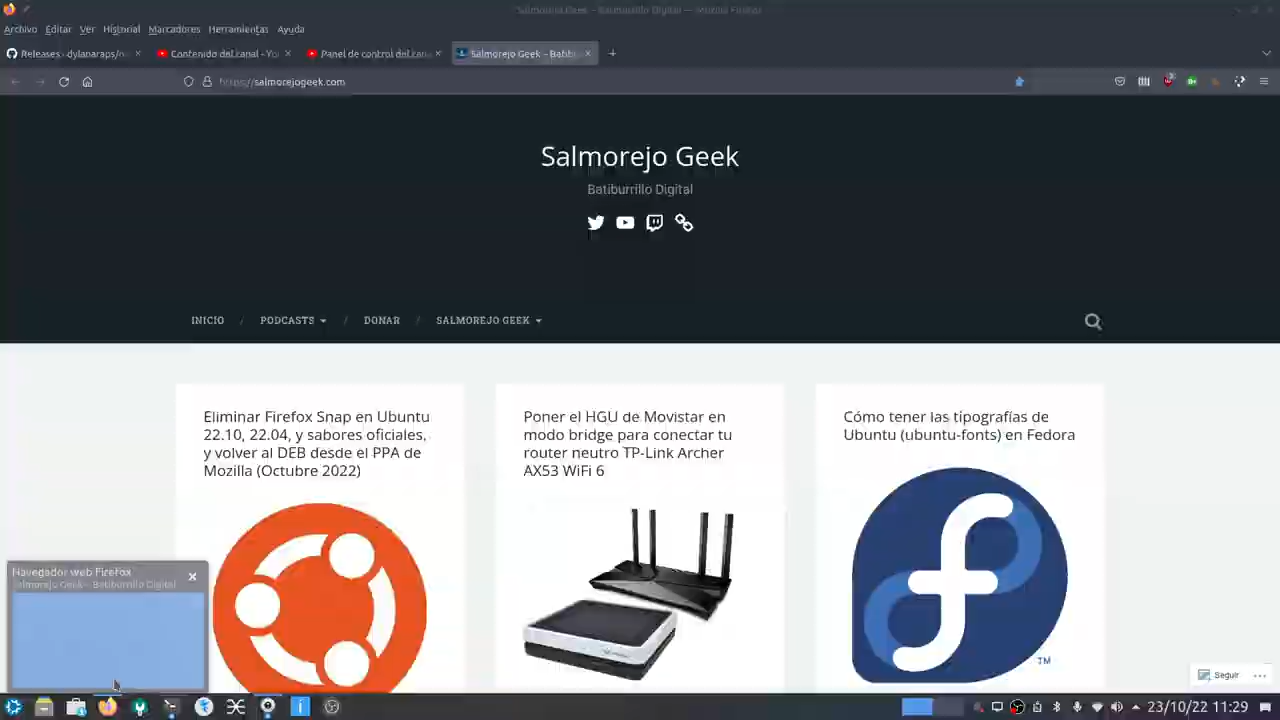 Salmorejo Geek – Batiburrillo Digital — Mozilla Firefox
Archivo Editar Ver Historial Marcadores Herramientas Ayuda
Releases · dylanaraps/
Contenido del canal - Yo
Panel de control del cana
Salmorejo Geek – Batibu
https://salmorejogeek.com
Salmorejo Geek
Batiburrillo Digital
INICIO / PODCASTS / DONAR / SALMOREJO GEEK
Eliminar Firefox Snap en Ubuntu
22.10, 22.04, y sabores oficiales,
y volver al DEB desde el PPA de
Mozilla (Octubre 2022)
Poner el HGU de Movistar en
modo bridge para conectar tu
router neutro TP-Link Archer
AX53 WiFi 6
Cómo tener las tipografías de
Ubuntu (ubuntu-fonts) en Fedora
TM
Navegador web Firefox
Salmorejo Geek – Batiburrillo Digital
Seguir
23/10/22 11:29